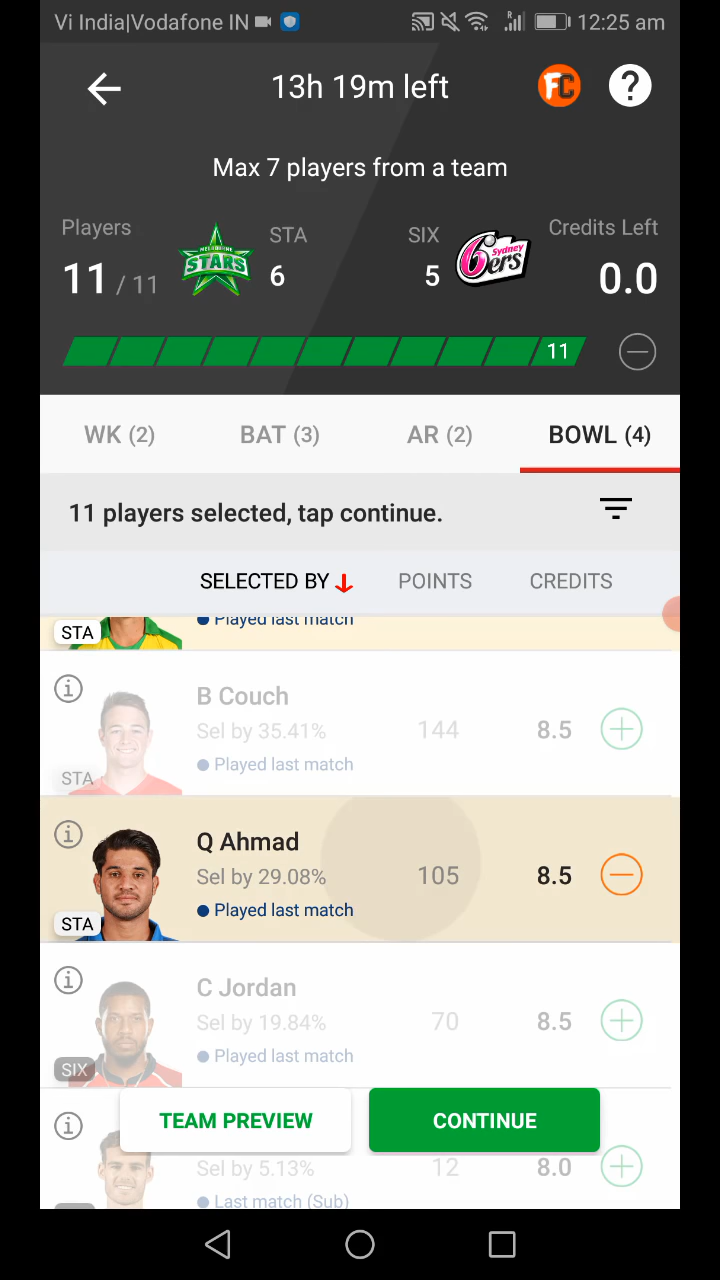 Vi India|Vodafone IN 12:25 am
13h 19m left
FC ?
Max 7 players from a team
Players STA SIX Credits Left
11 / 11 MELBOURNE STARS 6 5 Sydney 6ers 0.0
11
WK (2) BAT (3) AR (2) BOWL (4)
11 players selected, tap continue.
SELECTED BY POINTS CREDITS
STA Played last match
B Couch
Sel by 35.41% 144 8.5
Played last match
STA
Q Ahmad
Sel by 29.08% 105 8.5
Played last match
STA
C Jordan
Sel by 19.84% 70 8.5
Played last match
SIX
TEAM PREVIEW CONTINUE
Sel by 5.13% 12 8.0
Last match (Sub)